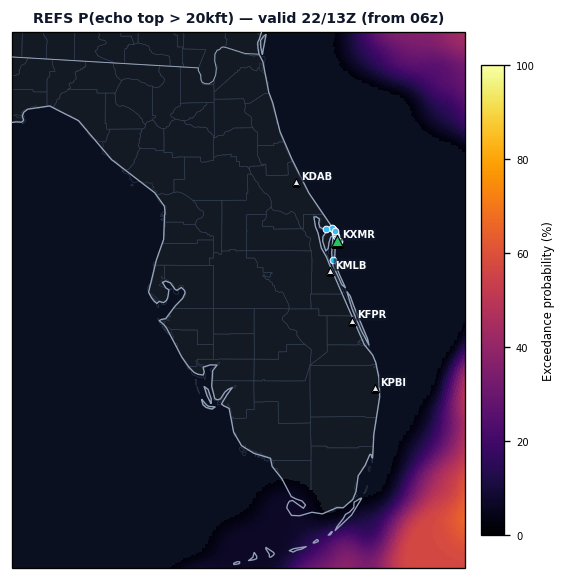 REFS P(echo top > 20kft) — valid 22/13Z (from 06z)
KDAB
KXMR
KMLB
KFPR
KPBI
100
80
60
40
20
0
Exceedance probability (%)